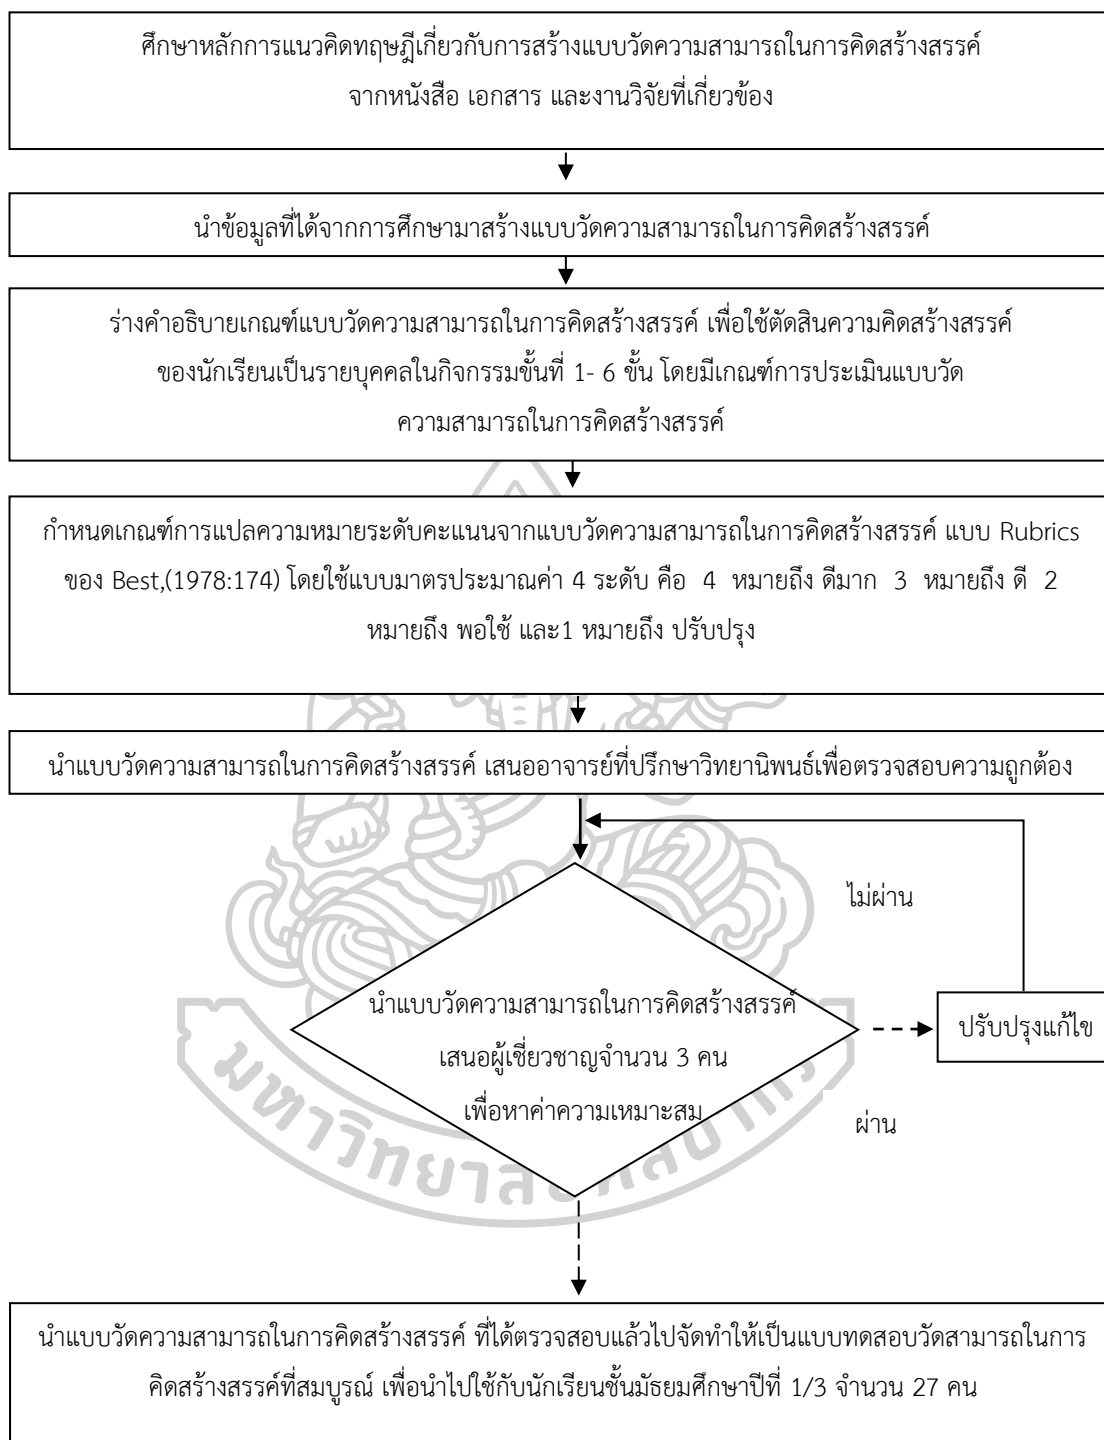 ศึกษาหลักการแนวคิดทฤษฎีเกี่ยวกับการสร้างแบบวัดความสามารถในการคิดสร้างสรรค์
จากหนังสือ เอกสาร และงานวิจัยที่เกี่ยวข้อง
นำข้อมูลที่ได้จากการศึกษามาสร้างแบบวัดความสามารถในการคิดสร้างสรรค์
ร่างคำอธิบายเกณฑ์แบบวัดความสามารถในการคิดสร้างสรรค์ เพื่อใช้ตัดสินความคิดสร้างสรรค์
ของนักเรียนเป็นรายบุคคลในกิจกรรมขั้นที่ 1- 6 ขั้น โดยมีเกณฑ์การประเมินแบบวัด
ความสามารถในการคิดสร้างสรรค์
กำหนดเกณฑ์การแปลความหมายระดับคะแนนจากแบบวัดความสามารถในการคิดสร้างสรรค์ แบบ Rubrics
ของ Best,(1978:174) โดยใช้แบบมาตรประมาณค่า 4 ระดับ คือ 4 หมายถึง ดีมาก 3 หมายถึง ดี 2
หมายถึง พอใช้ และ1 หมายถึง ปรับปรุง
นำแบบวัดความสามารถในการคิดสร้างสรรค์ เสนออาจารย์ที่ปรึกษาวิทยานิพนธ์เพื่อตรวจสอบความถูกต้อง
ไม่ผ่าน
นำแบบวัดความสามารถในการคิดสร้างสรรค์
เสนอผู้เชี่ยวชาญจำนวน 3 คน
เพื่อหาค่าความเหมาะสม
ปรับปรุงแก้ไข
ผ่าน
นำแบบวัดความสามารถในการคิดสร้างสรรค์ ที่ได้ตรวจสอบแล้วไปจัดทำให้เป็นแบบทดสอบวัดสามารถในการ
คิดสร้างสรรค์ที่สมบูรณ์ เพื่อนำไปใช้กับนักเรียนชั้นมัธยมศึกษาปีที่ 1/3 จำนวน 27 คน